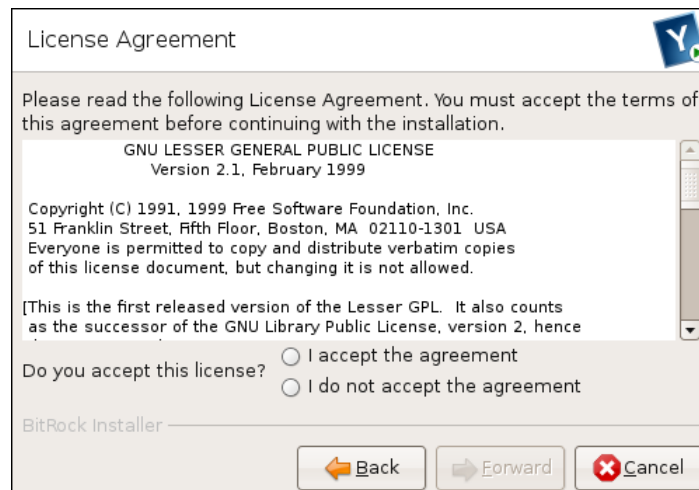 License Agreement
Y
Please read the following License Agreement. You must accept the terms of
this agreement before continuing with the installation.
GNU LESSER GENERAL PUBLIC LICENSE
Version 2.1, February 1999
Copyright (C) 1991, 1999 Free Software Foundation, Inc.
51 Franklin Street, Fifth Floor, Boston, MA  02110-1301  USA
Everyone is permitted to copy and distribute verbatim copies
of this license document, but changing it is not allowed.
[This is the first released version of the Lesser GPL.  It also counts
as the successor of the GNU Library Public License, version 2, hence
Do you accept this license?
I accept the agreement
I do not accept the agreement
BitRock Installer
Back
Forward
Cancel